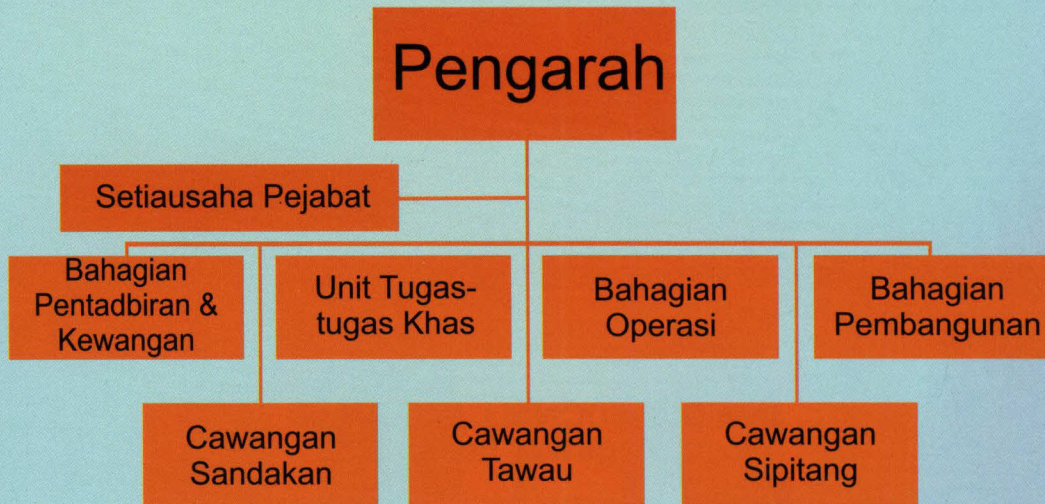 Pengarah
Setiausaha Pejabat
Bahagian
Pentadbiran &
Kewangan
Unit Tugas-
tugas Khas
Bahagian
Operasi
Bahagian
Pembangunan
Cawangan
Sandakan
Cawangan
Tawau
Cawangan
Sipitang